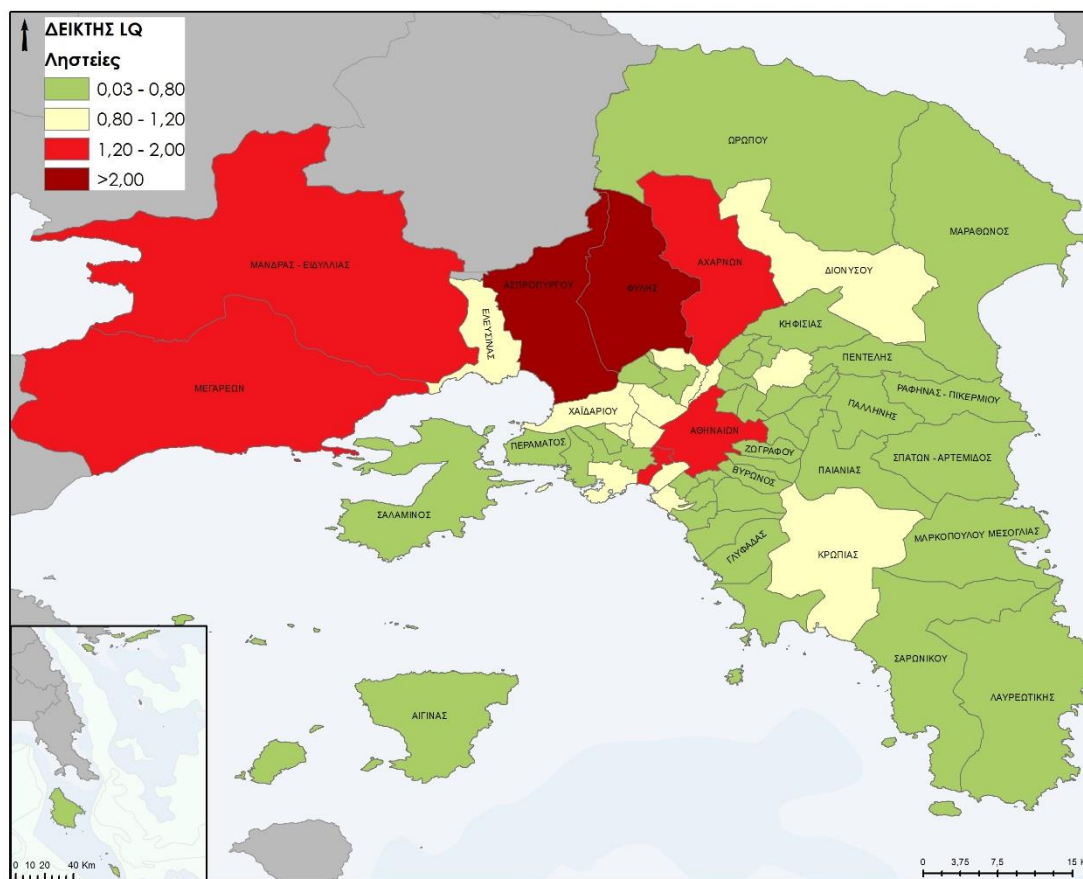 ΔΕΙΚΤΗΣ LQ
Ληστείες
0,03 - 0,80
0,80 - 1,20
1,20 - 2,00
>2,00
ΩΡΩΠΟΥ
ΜΑΡΑΘΩΝΟΣ
ΜΑΝΔΡΑΣ - ΕΙΔΥΛΛΙΑΣ
ΑΣΠΡΟΠΥΡΓΟΥ
ΦΥΛΗΣ
ΑΧΑΡΝΩΝ
ΔΙΟΝΥΣΟΥ
ΕΛΕΥΣΙΝΑΣ
ΚΗΦΙΣΙΑΣ
ΠΕΝΤΕΛΗΣ
ΜΕΓΑΡΕΩΝ
ΡΑΦΗΝΑΣ - ΠΙΚΕΡΜΙΟΥ
ΧΑΪΔΑΡΙΟΥ
ΠΑΛΛΗΝΗΣ
ΑΘΗΝΑΙΩΝ
ΠΕΡΑΜΑΤΟΣ
ΖΩΓΡΑΦΟΥ
ΣΠΑΤΩΝ - ΑΡΤΕΜΙΔΟΣ
ΒΥΡΩΝΟΣ
ΠΑΙΑΝΙΑΣ
ΣΑΛΑΜΙΝΟΣ
ΓΛΥΦΑΔΑΣ
ΚΡΩΠΙΑΣ
ΜΑΡΚΟΠΟΥΛΟΥ ΜΕΣΟΓΑΙΑΣ
ΣΑΡΩΝΙΚΟΥ
ΛΑΥΡΕΩΤΙΚΗΣ
ΑΙΓΙΝΑΣ
0 10 20 40 Km
0 3,75 7,5 15 K